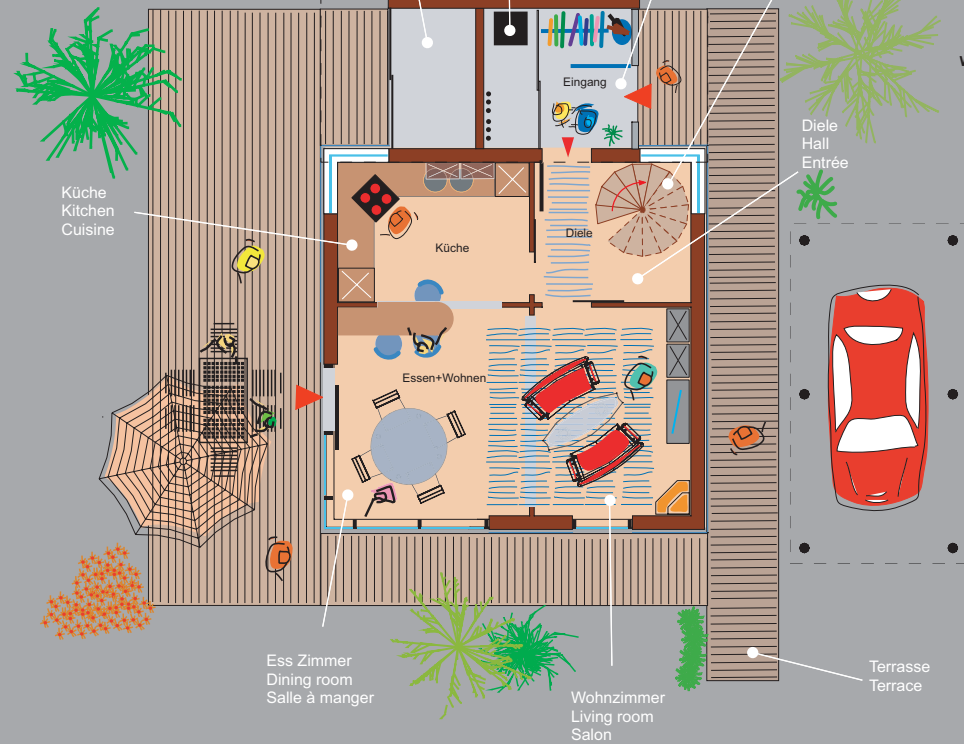 Eingang
Diele
Hall
Entrée
Küche
Kitchen
Cuisine
Küche
Diele
Essen+Wohnen
Ess Zimmer
Dining room
Salle à manger
Wohnzimmer
Living room
Salon
Terrasse
Terrace